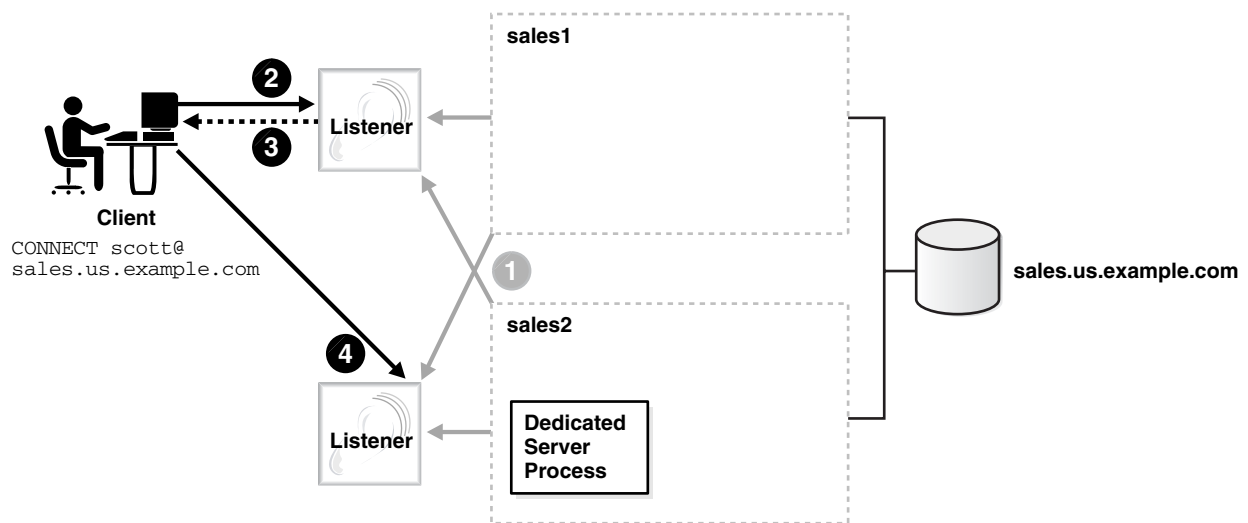 sales1
2
Listener
3
Client
CONNECT scott@
sales.us.example.com
1
sales.us.example.com
sales2
4
Listener
Dedicated
Server
Process